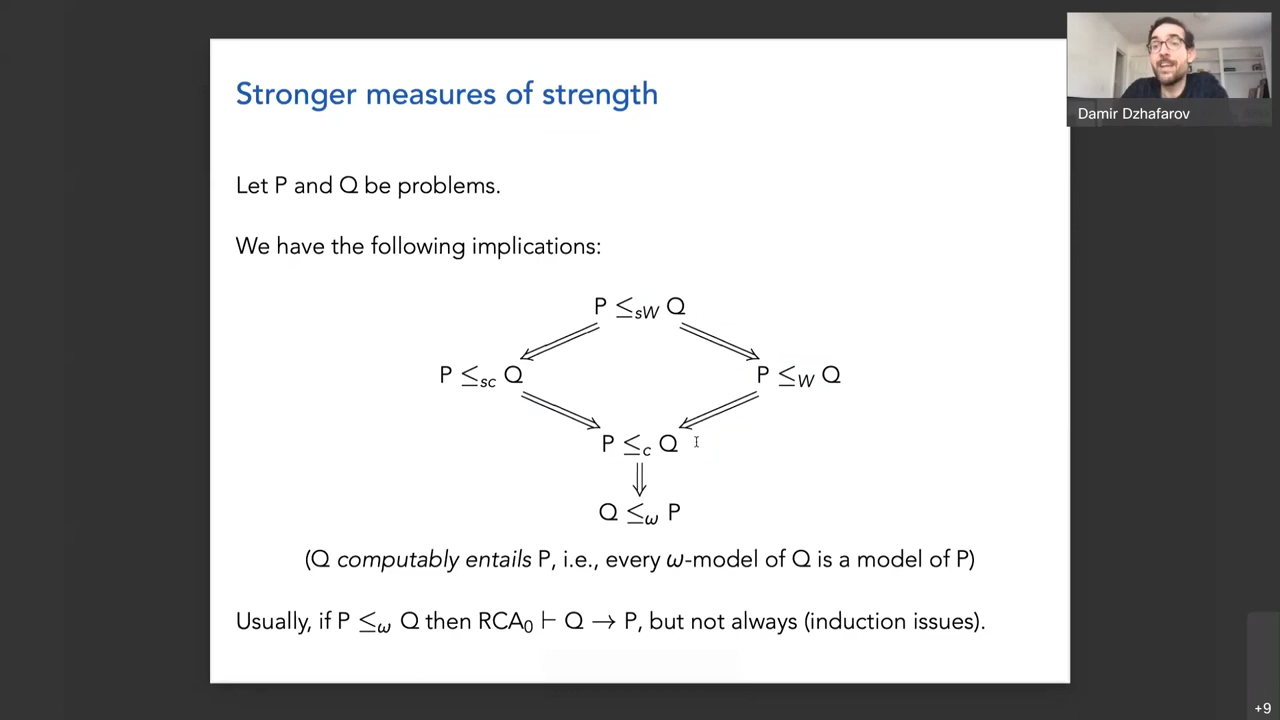 Stronger measures of strength
Damir Dzhafarov
Let P and Q be problems.
We have the following implications:
P ≤sW Q
P ≤sc Q
P ≤W Q
P ≤c Q
Q ≤ω P
(Q computably entails P, i.e., every ω-model of Q is a model of P)
Usually, if P ≤ω Q then RCA₀ ⊢ Q → P, but not always (induction issues).
+9